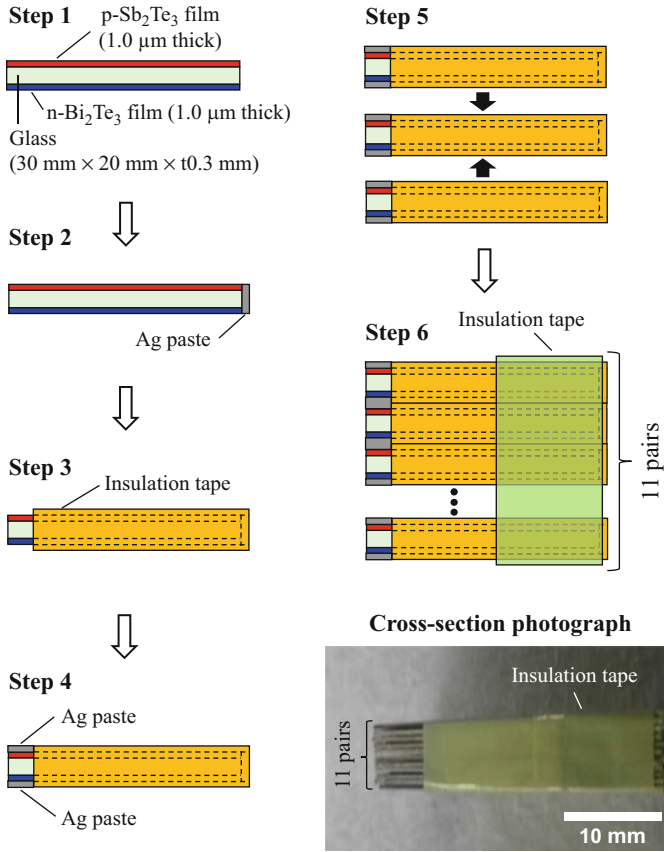 Step 1
p-Sb₂Te₃ film
(1.0 µm thick)
n-Bi₂Te₃ film (1.0 µm thick)
Glass
(30 mm × 20 mm × t0.3 mm)
Step 2
Ag paste
Step 3
Insulation tape
Step 4
Ag paste
Ag paste
Step 5
Step 6
Insulation tape
11 pairs
Cross-section photograph
Insulation tape
11 pairs
10 mm